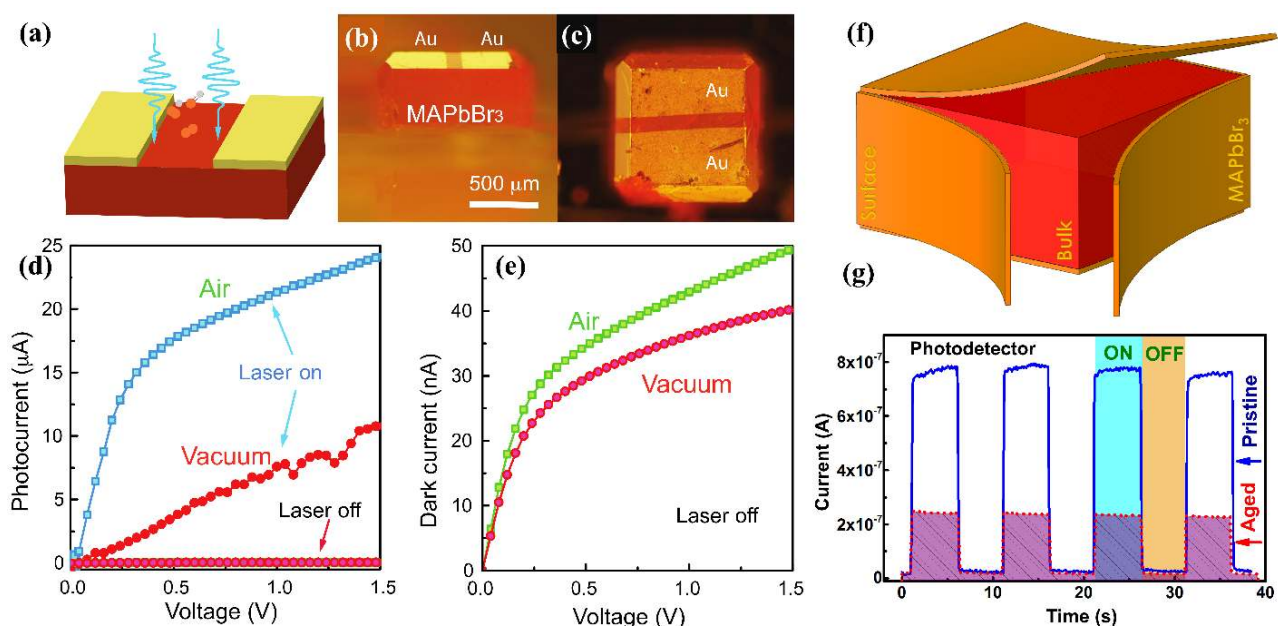 (a)
(b)
Au
Au
MAPbBr₃
500 μm
(c)
Au
Au
(d)
25
20
15
10
5
0
Photocurrent (μA)
Air
Laser on
Vacuum
Laser off
0.0
0.5
1.0
1.5
Voltage (V)
(e)
50
40
30
20
10
0
Dark current (nA)
Air
Vacuum
Laser off
0.0
0.5
1.0
1.5
Voltage (V)
(f)
Surface
Bulk
MAPbBr₃
(g)
8x10⁻⁷
6x10⁻⁷
4x10⁻⁷
2x10⁻⁷
0
Current (A)
Photodetector
ON
OFF
Pristine
Aged
0
10
20
30
40
Time (s)